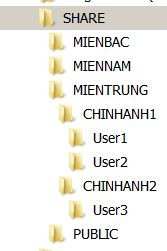 SHARE
MIENBAC
MIENNAM
MIENTRUNG
CHINHANH1
User1
User2
CHINHANH2
User3
PUBLIC